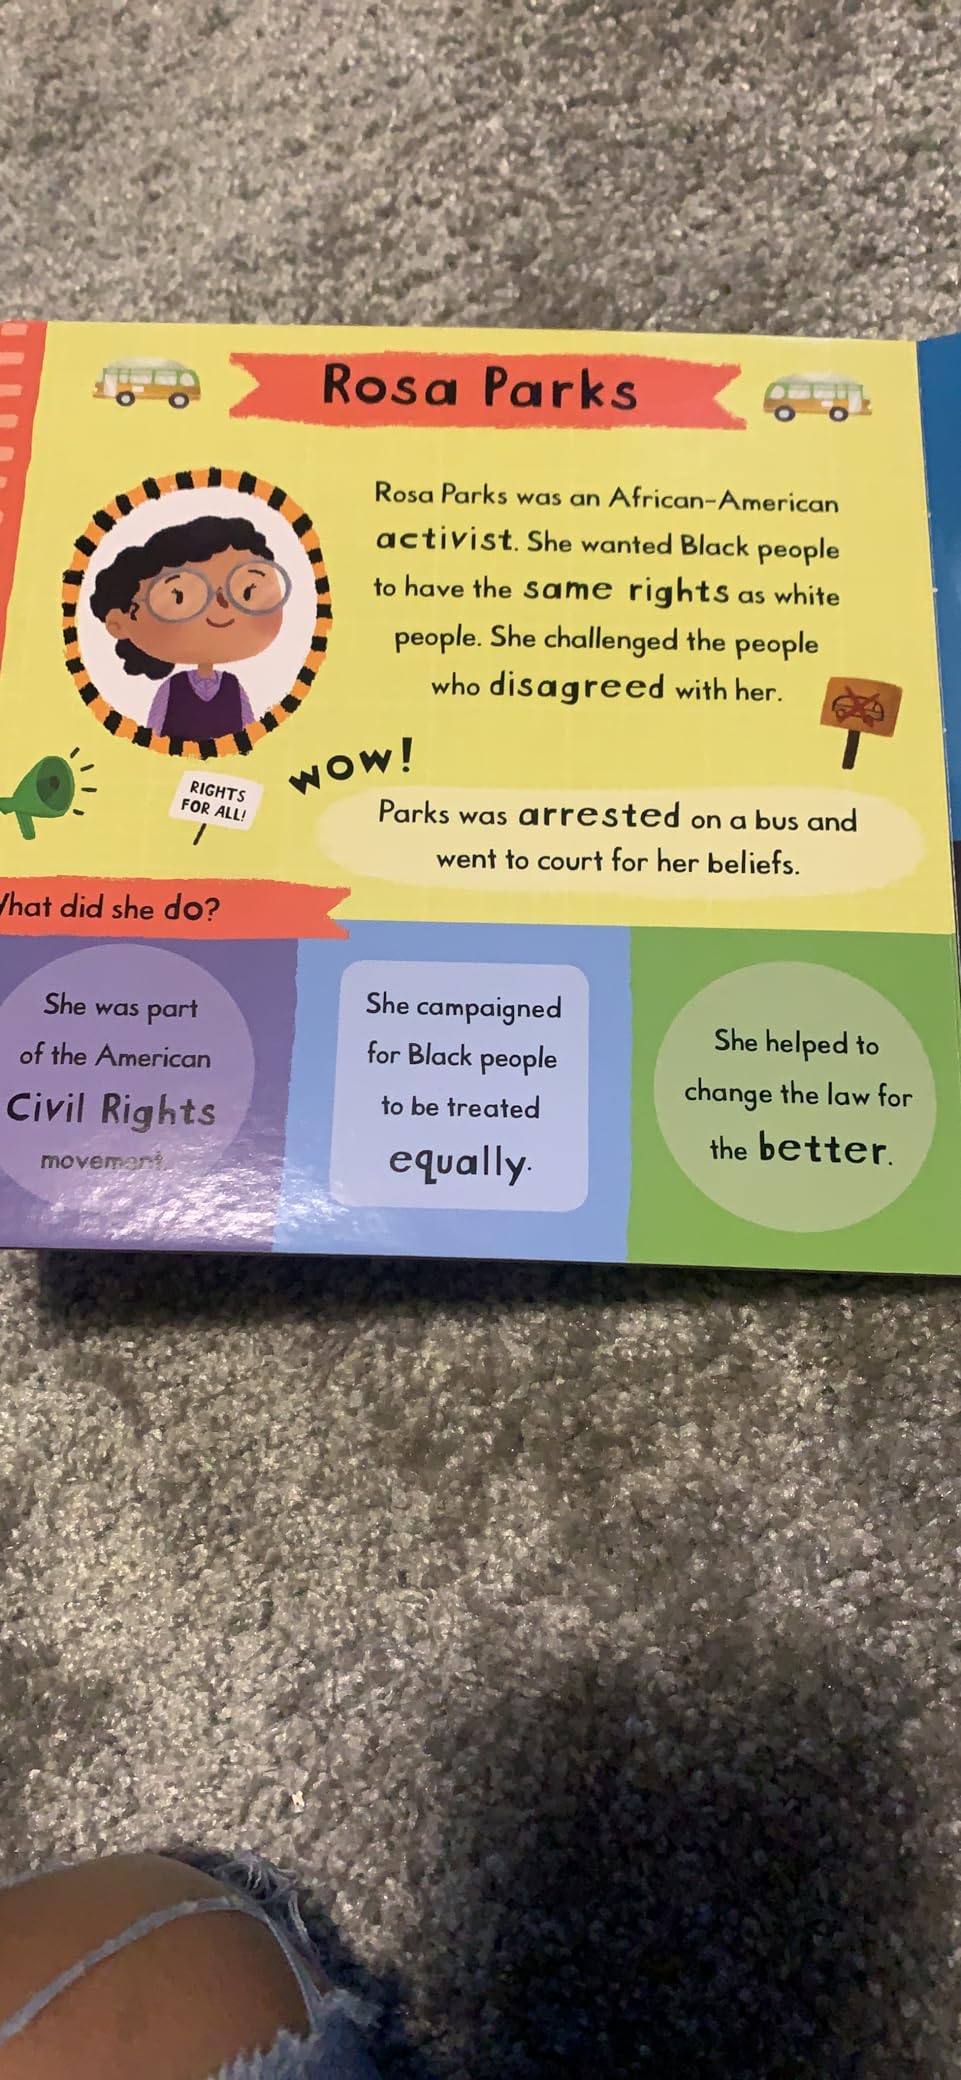 Rosa Parks
Rosa Parks was an African-American
activist. She wanted Black people
to have the same rights as white
people. She challenged the people
who disagreed with her.
WOW!
RIGHTS
FOR ALL!
Parks was arrested on a bus and
went to court for her beliefs.
What did she do?
She was part
of the American
Civil Rights
movement.
She campaigned
for Black people
to be treated
equally.
She helped to
change the law for
the better.